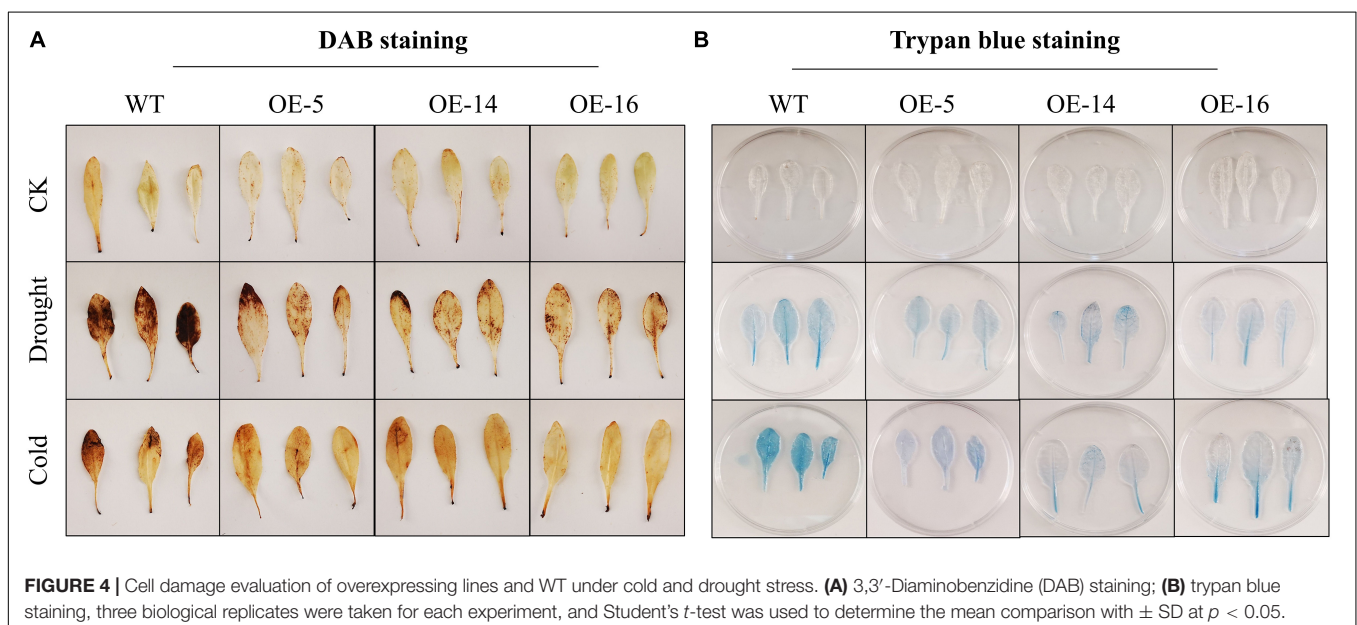 A
DAB staining
B
Trypan blue staining
WT OE-5 OE-14 OE-16
WT OE-5 OE-14 OE-16
CK
Drought
Cold
FIGURE 4 | Cell damage evaluation of overexpressing lines and WT under cold and drought stress. (A) 3,3′-Diaminobenzidine (DAB) staining; (B) trypan blue
staining, three biological replicates were taken for each experiment, and Student's t-test was used to determine the mean comparison with ± SD at p < 0.05.